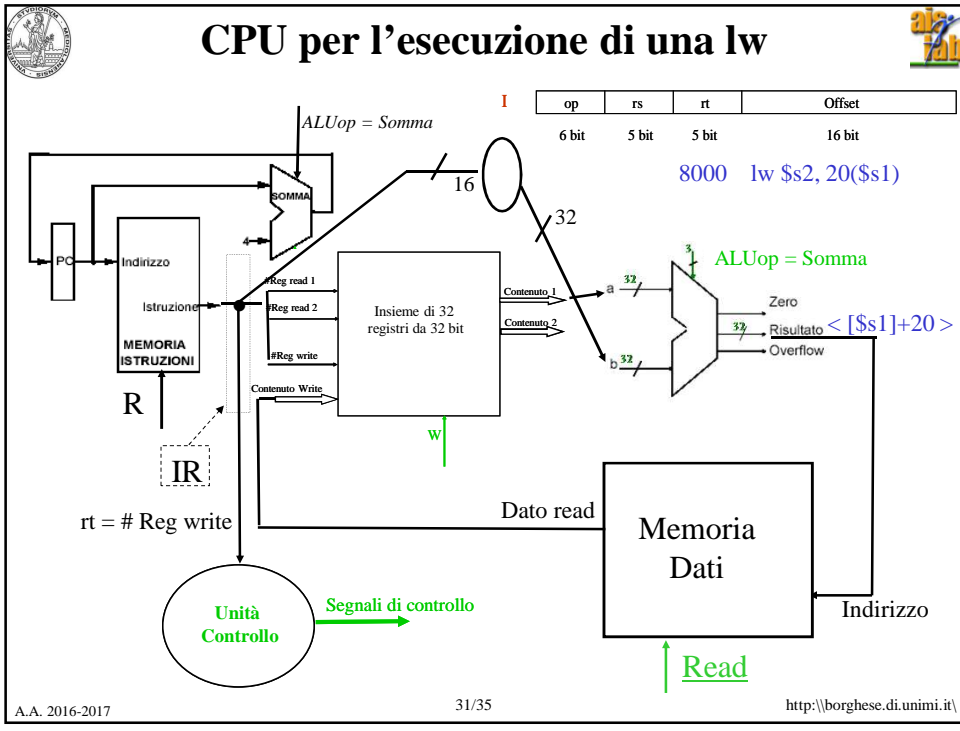 CPU per l'esecuzione di una lw
I
op rs rt Offset
6 bit 5 bit 5 bit 16 bit
8000 lw $s2, 20($s1)
ALUop = Somma
SOMMA
16
32
4
PC
Indirizzo
Istruzione
MEMORIA
ISTRUZIONI
R
IR
#Reg read 1
#Reg read 2
#Reg write
Contenuto Write
Insieme di 32
registri da 32 bit
Contenuto 1
Contenuto 2
W
3
ALUop = Somma
a 32
b 32
32
Zero
Risultato < [$s1]+20 >
Overflow
rt = # Reg write
Dato read
Memoria
Dati
Indirizzo
Read
Unità
Controllo
Segnali di controllo
A.A. 2016-2017
31/35
http:\\borghese.di.unimi.it\